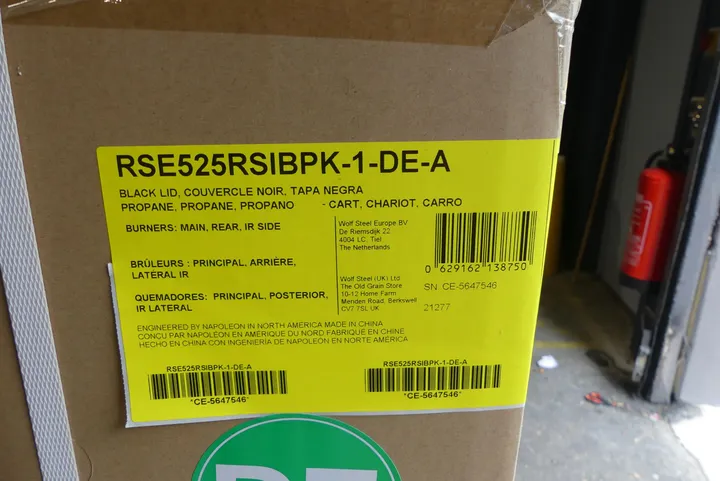 RSE525RSIBPK-1-DE-A
BLACK LID, COUVERCLE NOIR, TAPA NEGRA
PROPANE, PROPANE, PROPANO - CART, CHARIOT, CARRO
BURNERS: MAIN, REAR, IR SIDE
BRÛLEURS : PRINCIPAL, ARRIÈRE,
LATERAL IR
QUEMADORES: PRINCIPAL, POSTERIOR,
IR LATERAL
Wolf Steel Europe BV
De Riemsdijk 22
4004 LC, Tiel
The Netherlands
Wolf Steel (UK) Ltd
The Old Grain Store
10-12 Home Farm
Meriden Road, Berkswell
CV7 7SL-UK
0 629162 138750
SN CE-5647546
21277
ENGINEERED BY NAPOLEON IN NORTH AMERICA MADE IN CHINA
CONÇU PAR NAPOLÉON EN AMÉRIQUE DU NORD FABRIQUÉ EN CHINE
HECHO EN CHINA CON INGENIERÍA DE NAPOLEÓN EN NORTE AMÉRICA
RSE525RSIBPK-1-DE-A
*CE-5647546*
RSE525RSIBPK-1-DE-A
*CE-5647546*